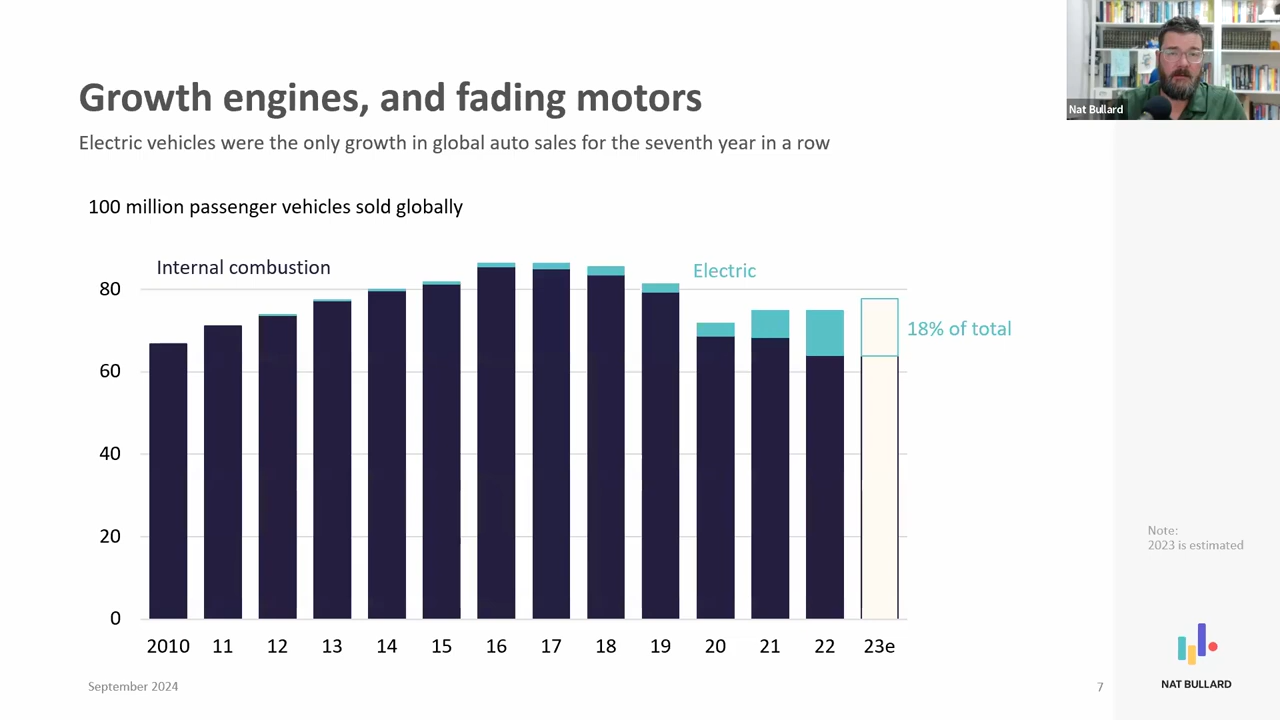 Nat Bullard
Growth engines, and fading motors
Electric vehicles were the only growth in global auto sales for the seventh year in a row
100 million passenger vehicles sold globally
Internal combustion
Electric
80
18% of total
60
40
20
0
2010 11 12 13 14 15 16 17 18 19 20 21 22 23e
Note:
2023 is estimated
September 2024
7
NAT BULLARD